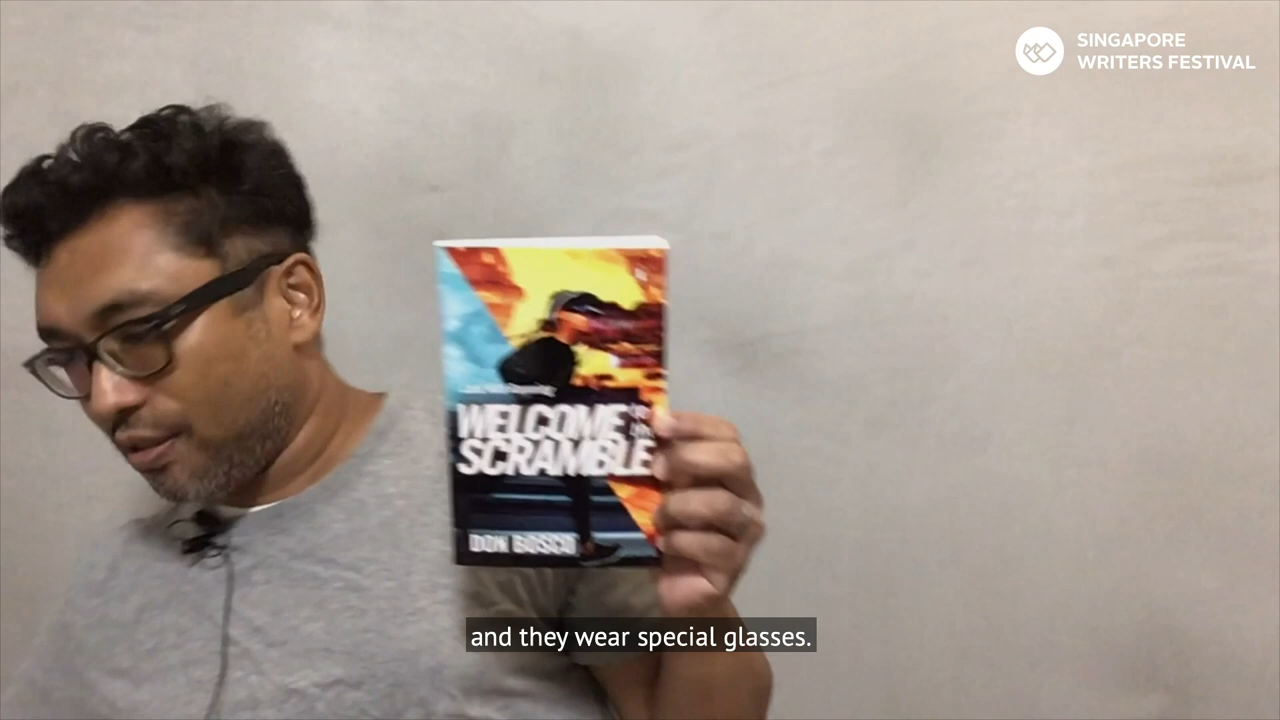 SINGAPORE
WRITERS FESTIVAL
WELCOME
SCRAMBLE
DON BOSCO
and they wear special glasses.